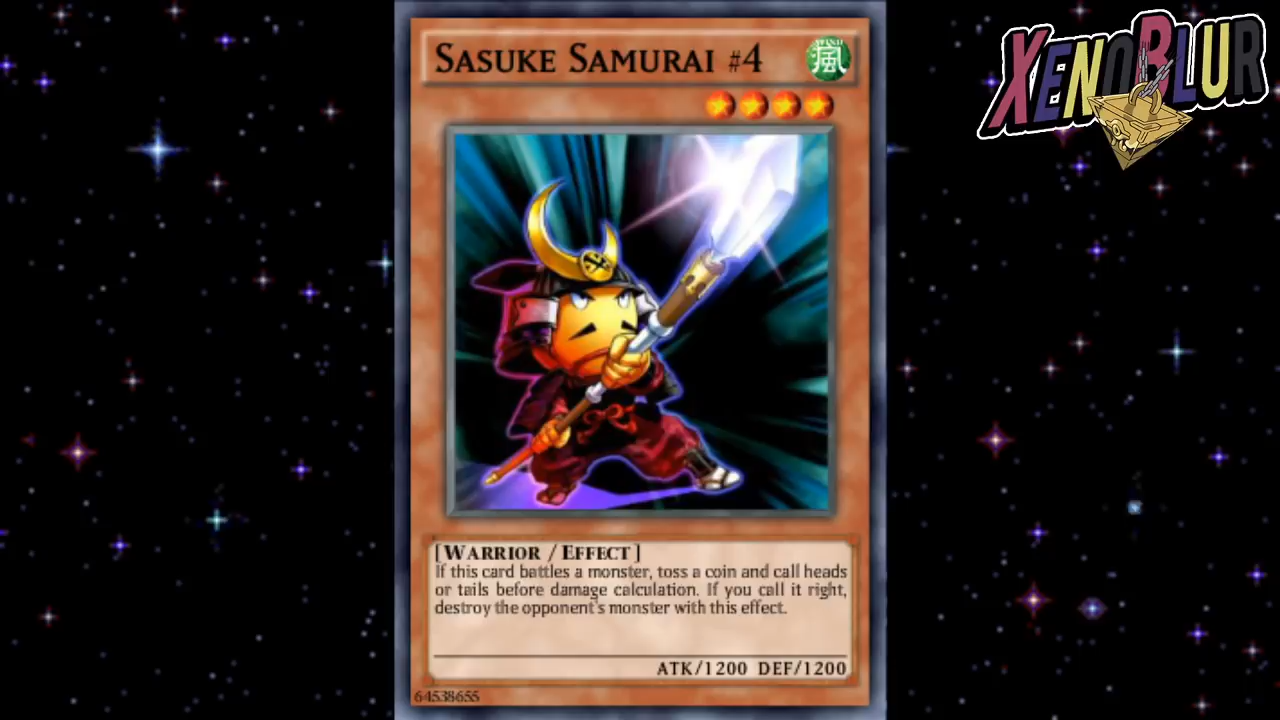 XENOBLUR
SASUKE SAMURAI #4
WIND
風
[WARRIOR / EFFECT]
If this card battles a monster, toss a coin and call heads
or tails before damage calculation. If you call it right,
destroy the opponent's monster with this effect.
ATK/1200 DEF/1200
64538655